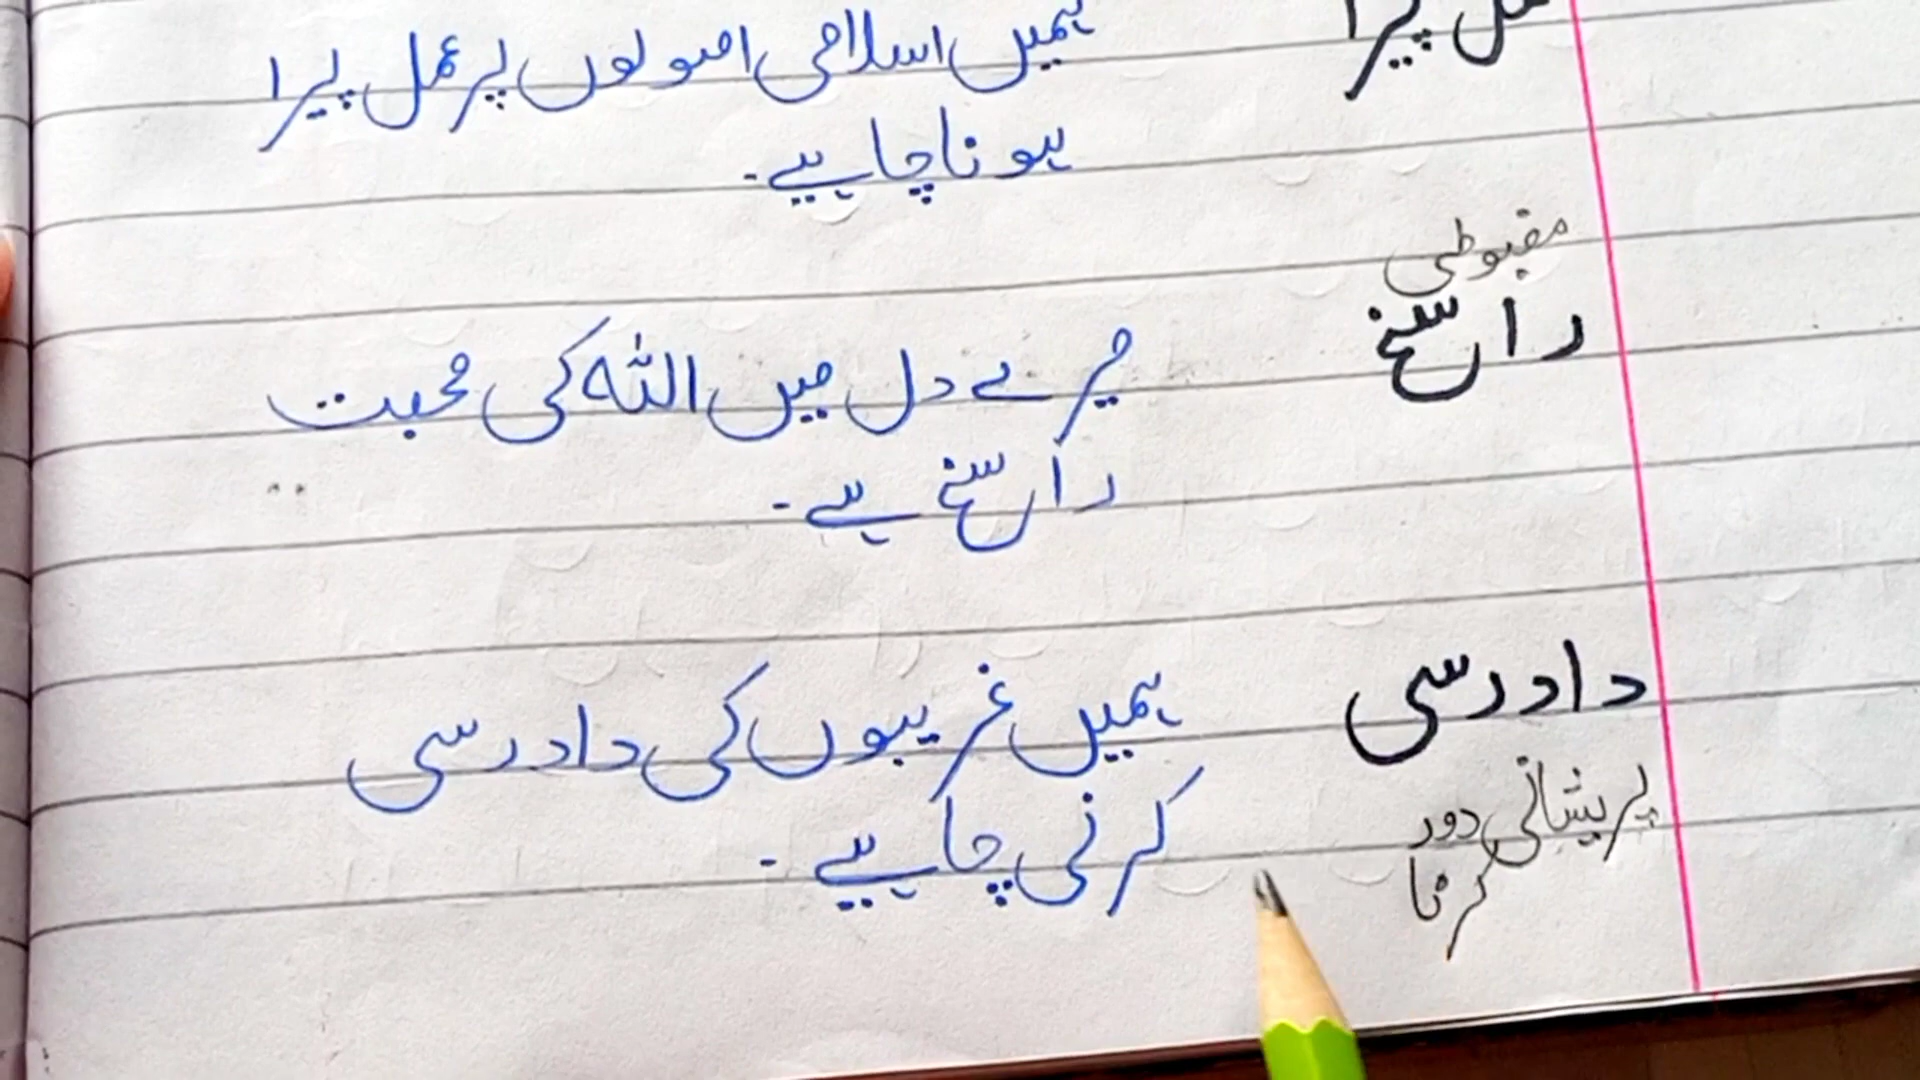 عمل پیرا
ہمیں اسلامی اصولوں پر عمل پیرا
ہونا چاہیے۔
مضبوطی
راسخ
میرے دل میں اللہ کی محبت
راسخ ہے۔
دادرسی
ہمیں غریبوں کی دادرسی
پریشانی دور
کرنی چاہیے۔
کرنا